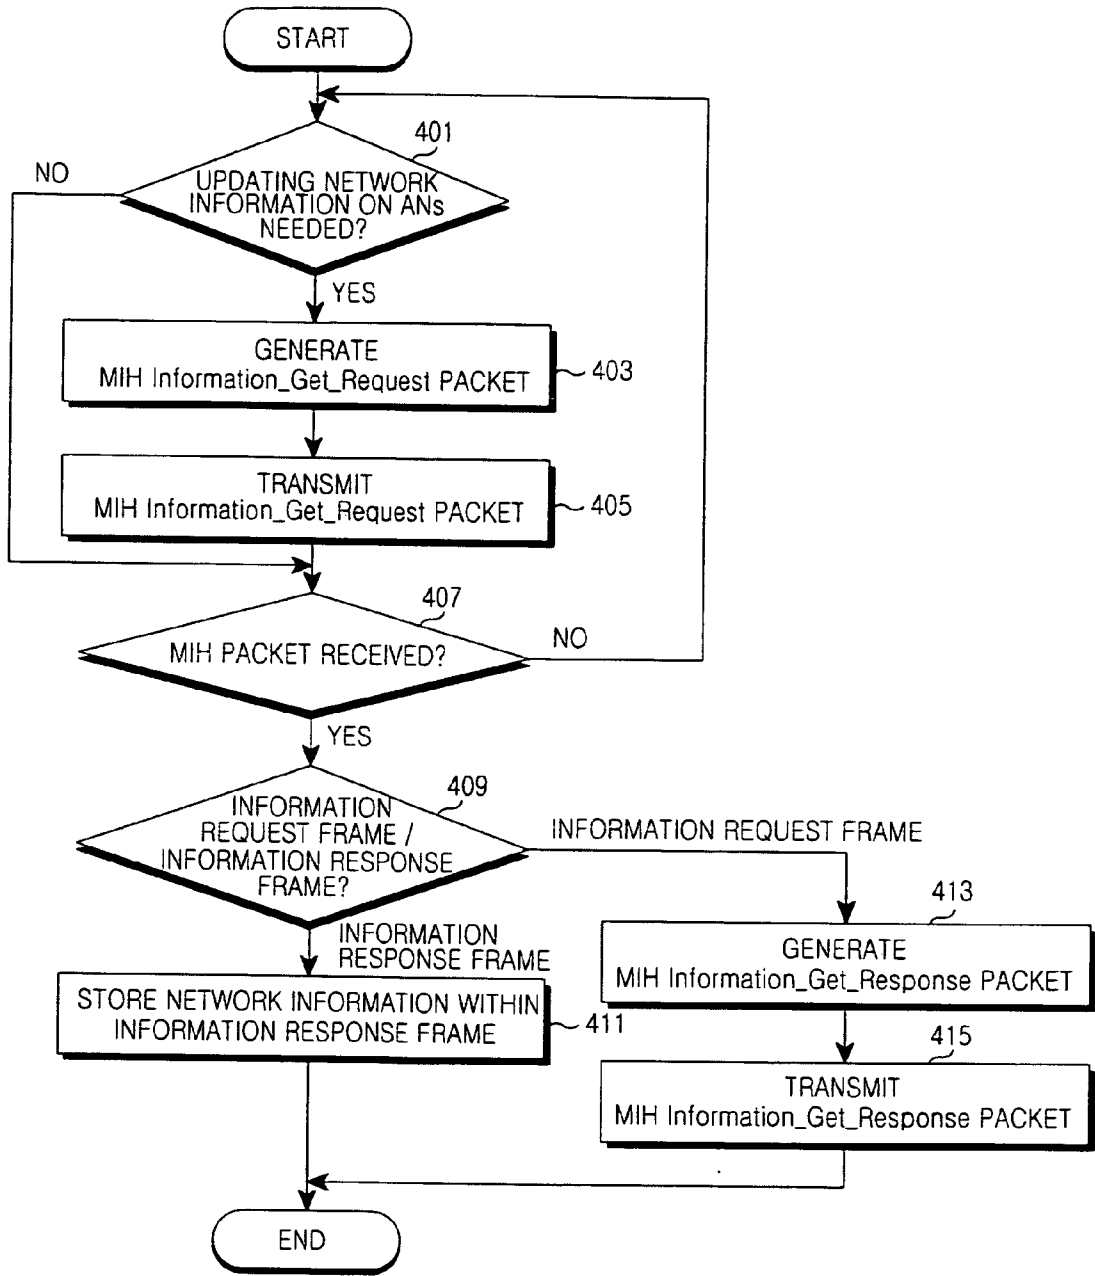 START
401
NO
UPDATING NETWORK
INFORMATION ON ANs
NEEDED?
YES
GENERATE
MIH Information_Get_Request PACKET
403
TRANSMIT
MIH Information_Get_Request PACKET
405
407
MIH PACKET RECEIVED?
NO
YES
409
INFORMATION
REQUEST FRAME /
INFORMATION RESPONSE
FRAME?
INFORMATION REQUEST FRAME
INFORMATION
RESPONSE FRAME
413
GENERATE
MIH Information_Get_Response PACKET
STORE NETWORK INFORMATION WITHIN
INFORMATION RESPONSE FRAME
411
415
TRANSMIT
MIH Information_Get_Response PACKET
END